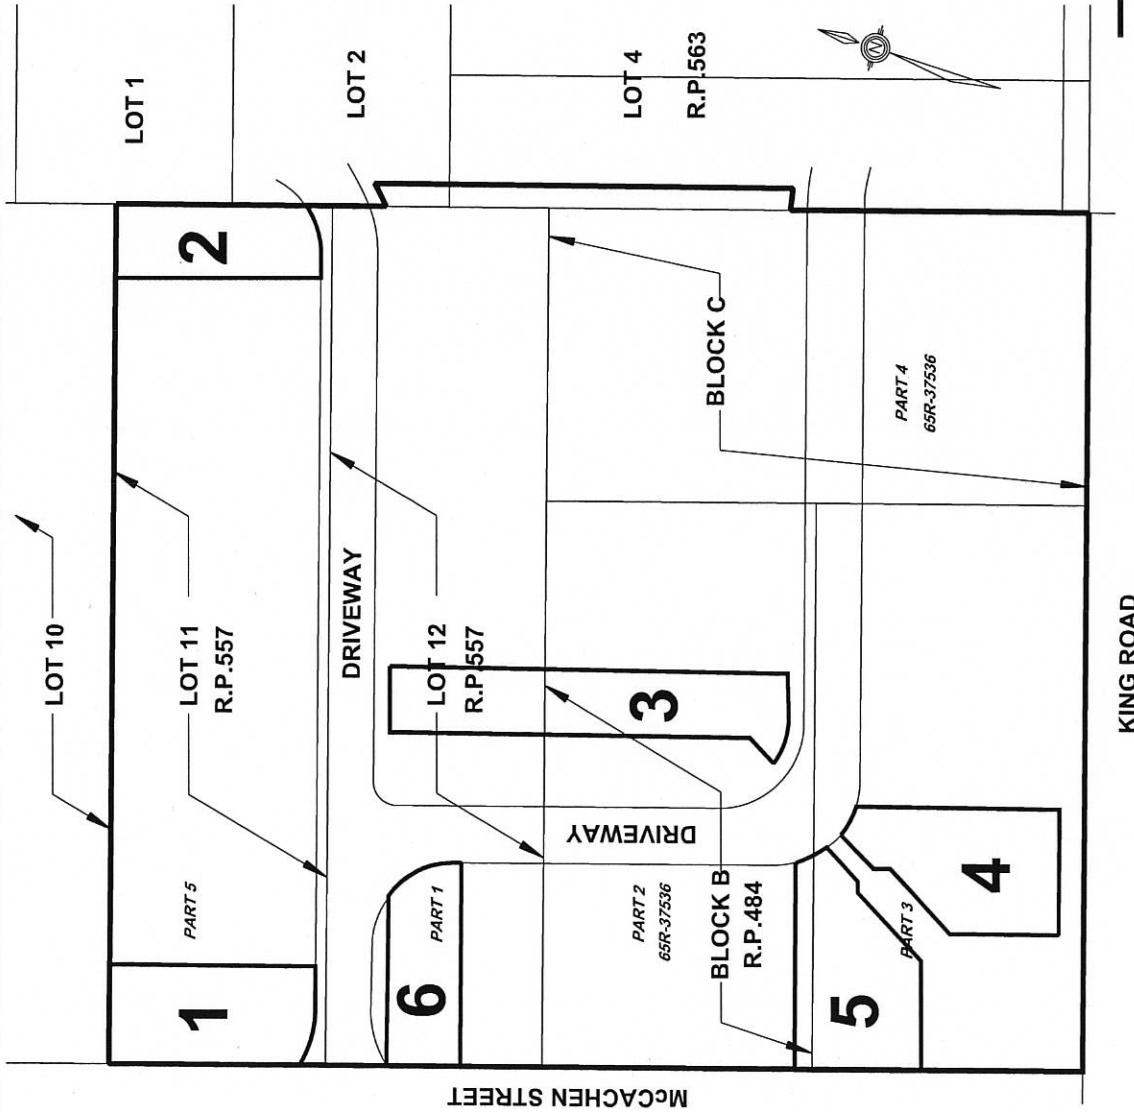 LOT 1
LOT 2
LOT 4
R.P.563
N
2
LOT 10
LOT 11
R.P.557
DRIVEWAY
LOT 12
R.P.557
BLOCK C
PART 4
65R-37536
3
DRIVEWAY
PART 5
PART 1
PART 2
65R-37536
BLOCK B
R.P.484
PART 3
4
1
6
5
McCACHEN STREET
KING ROAD